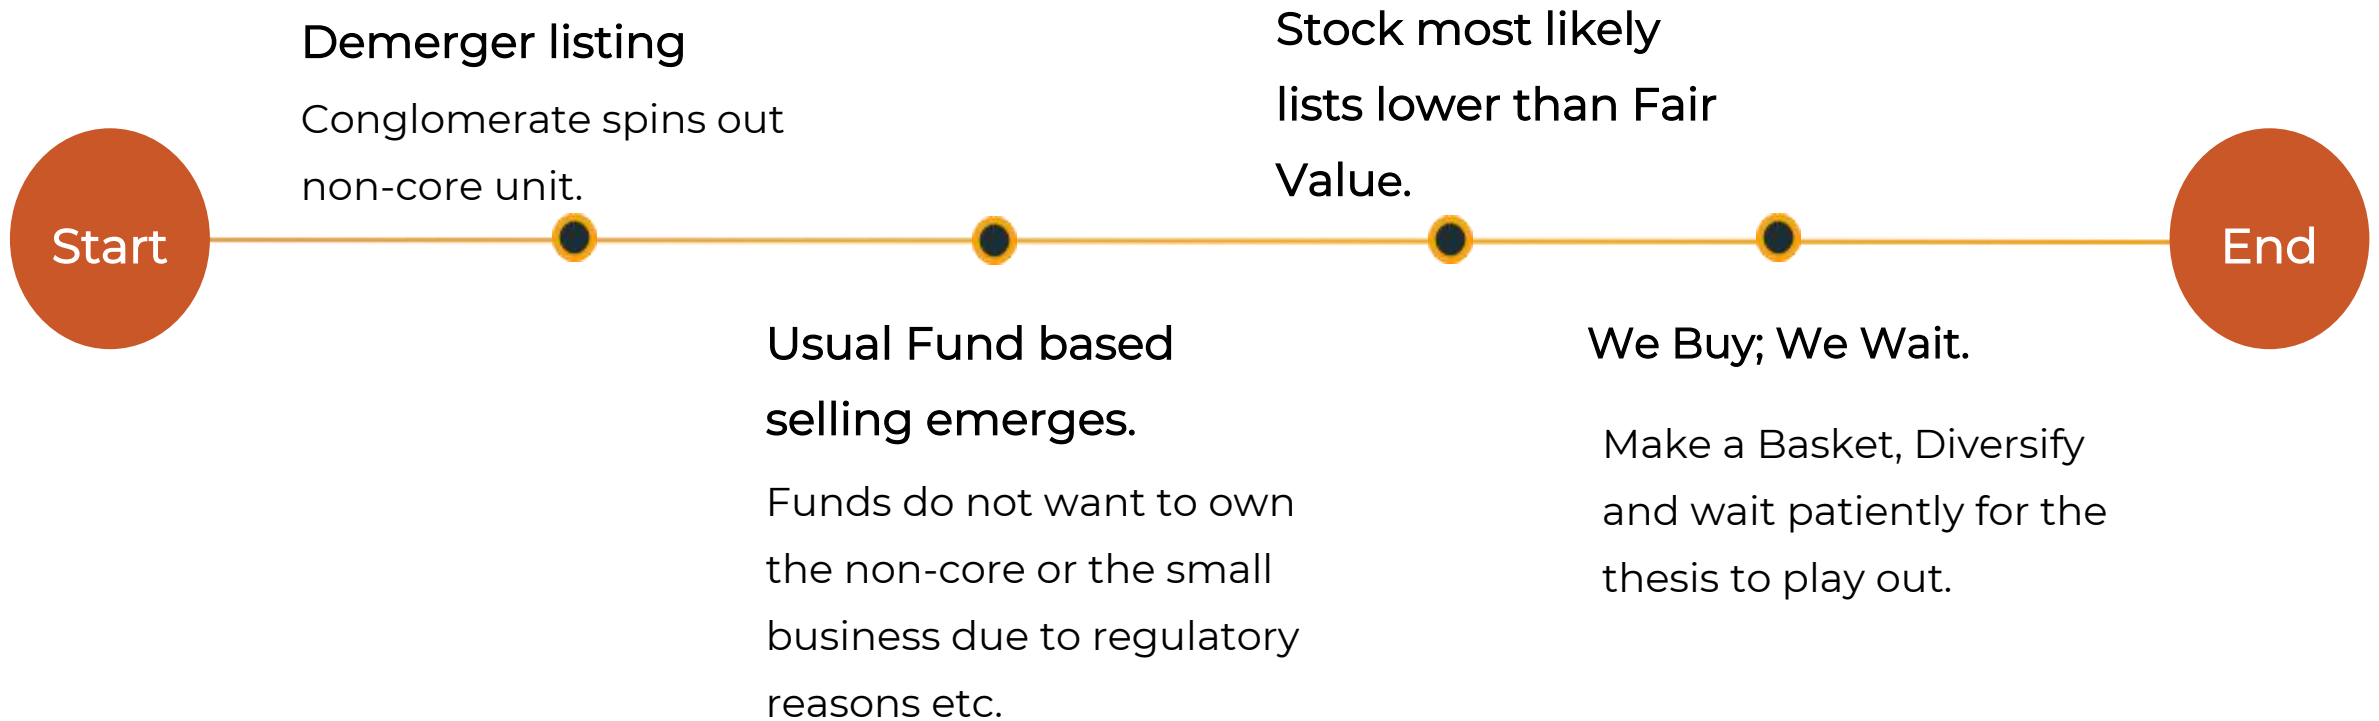 Start
Demerger listing
Conglomerate spins out
non-core unit.
Usual Fund based
selling emerges.
Funds do not want to own
the non-core or the small
business due to regulatory
reasons etc.
Stock most likely
lists lower than Fair
Value.
We Buy; We Wait.
Make a Basket, Diversify
and wait patiently for the
thesis to play out.
End